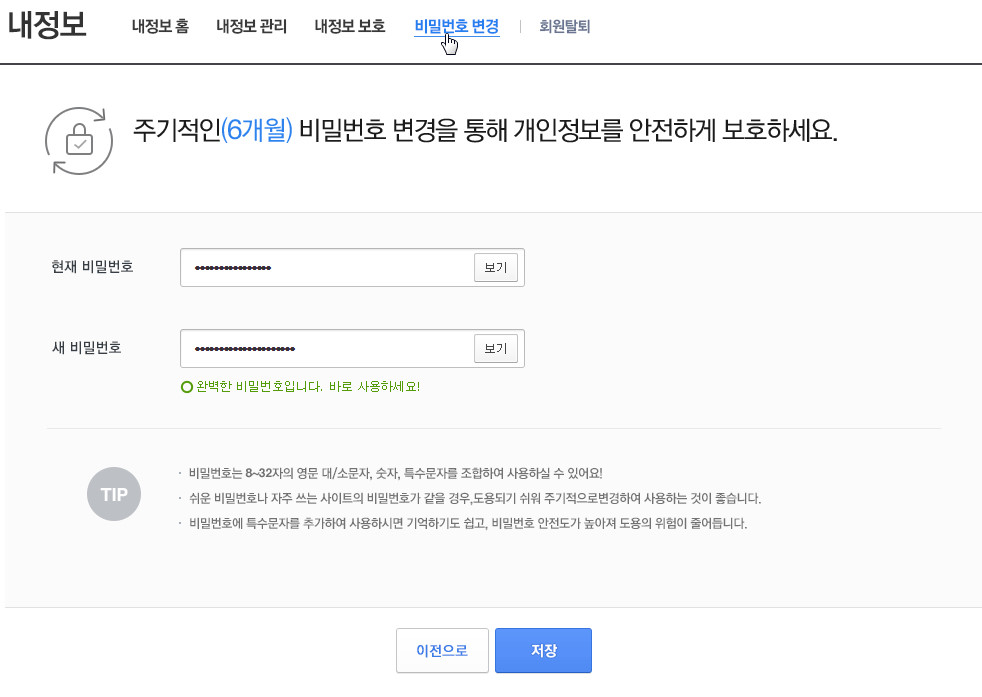 내정보 내정보 홈 내정보 관리 내정보 보호 비밀번호 변경 | 회원탈퇴
주기적인(6개월) 비밀번호 변경을 통해 개인정보를 안전하게 보호하세요.
현재 비밀번호 •••••••••••••••• 보기
새 비밀번호 ••••••••••••••••••••• 보기
완벽한 비밀번호입니다. 바로 사용하세요!
TIP
· 비밀번호는 8~32자의 영문 대/소문자, 숫자, 특수문자를 조합하여 사용하실 수 있어요!
· 쉬운 비밀번호나 자주 쓰는 사이트의 비밀번호가 같을 경우,도용되기 쉬워 주기적으로변경하여 사용하는 것이 좋습니다.
· 비밀번호에 특수문자를 추가하여 사용하시면 기억하기도 쉽고, 비밀번호 안전도가 높아져 도용의 위험이 줄어듭니다.
이전으로 저장